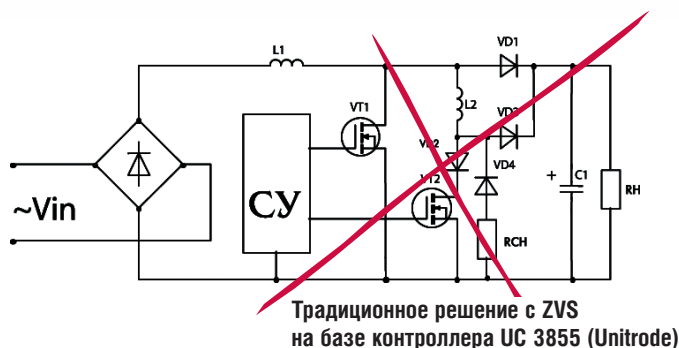 L1
VD1
VT1
L2
VD3
VD2
VD4
СУ
VT2
+
C1
RH
~Vin
RCH
Традиционное решение с ZVS
на базе контроллера UC 3855 (Unitrode)